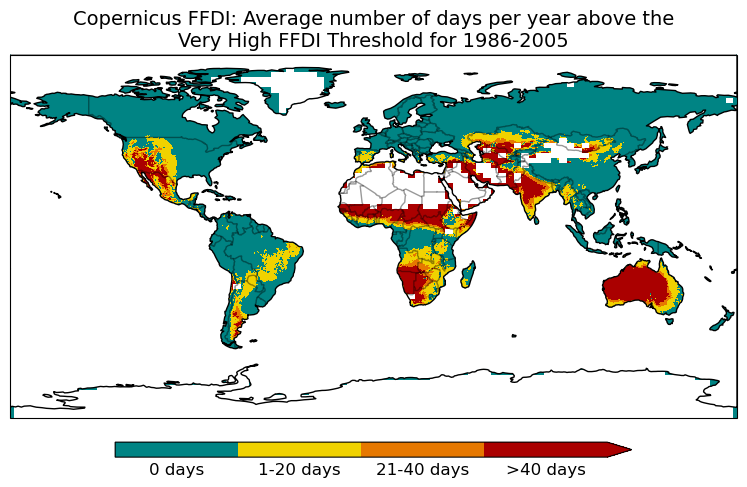 Copernicus FFDI: Average number of days per year above the
Very High FFDI Threshold for 1986-2005
0 days
1-20 days
21-40 days
>40 days